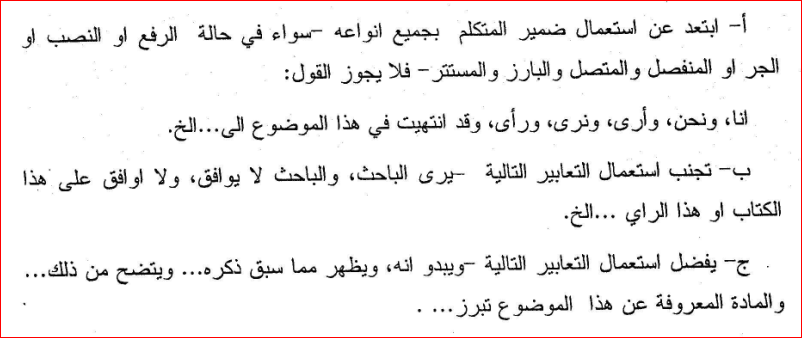 أ- ابتعد عن استعمال ضمير المتكلم بجميع انواعه -سواء في حالة الرفع او النصب او
الجر او المنفصل والمتصل والبارز والمستتر- فلا يجوز القول:
انا، ونحن، وأرى، ونرى، ورأى، وقد انتهيت في هذا الموضوع الى...الخ.
ب- تجنب استعمال التعابير التالية -يرى الباحث، والباحث لا يوافق، ولا اوافق على هذا
الكتاب او هذا الراي ...الخ.
ج- يفضل استعمال التعابير التالية -ويبدو انه، ويظهر مما سبق ذكره... ويتضح من ذلك...
والمادة المعروفة عن هذا الموضوع تبرز... .